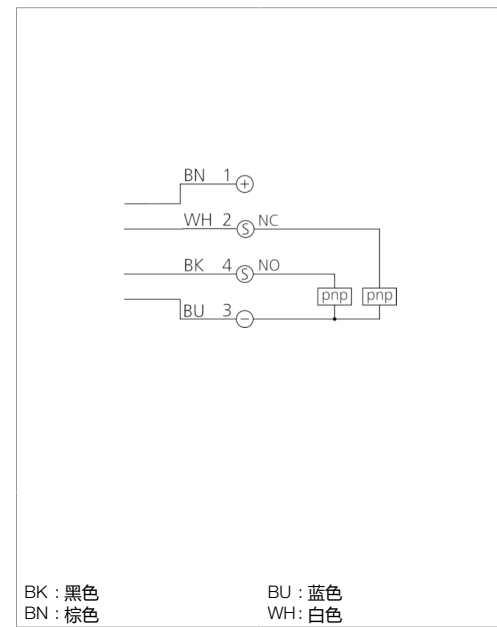 BN 1 +
WH 2 S NC
BK 4 S NO
pnp pnp
BU 3 −
BK : 黑色 BU : 蓝色
BN : 棕色 WH : 白色